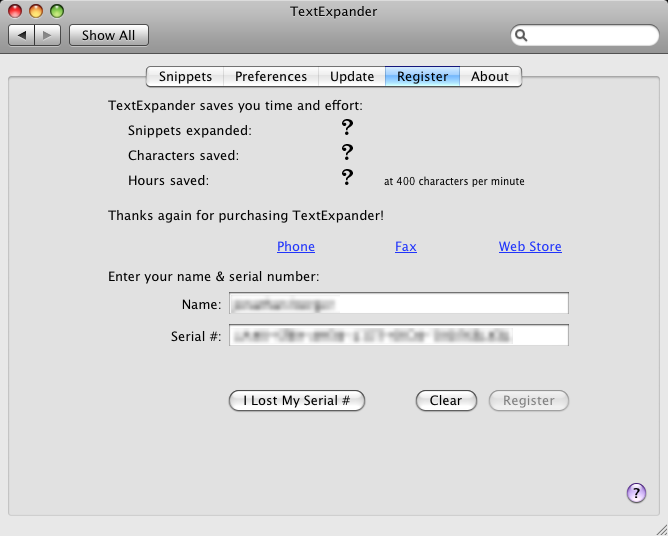 TextExpander
Show All
Snippets Preferences Update Register About
TextExpander saves you time and effort:
Snippets expanded: ?
Characters saved: ?
Hours saved: ? at 400 characters per minute
Thanks again for purchasing TextExpander!
Phone Fax Web Store
Enter your name & serial number:
Name:
Serial #:
I Lost My Serial # Clear Register
?